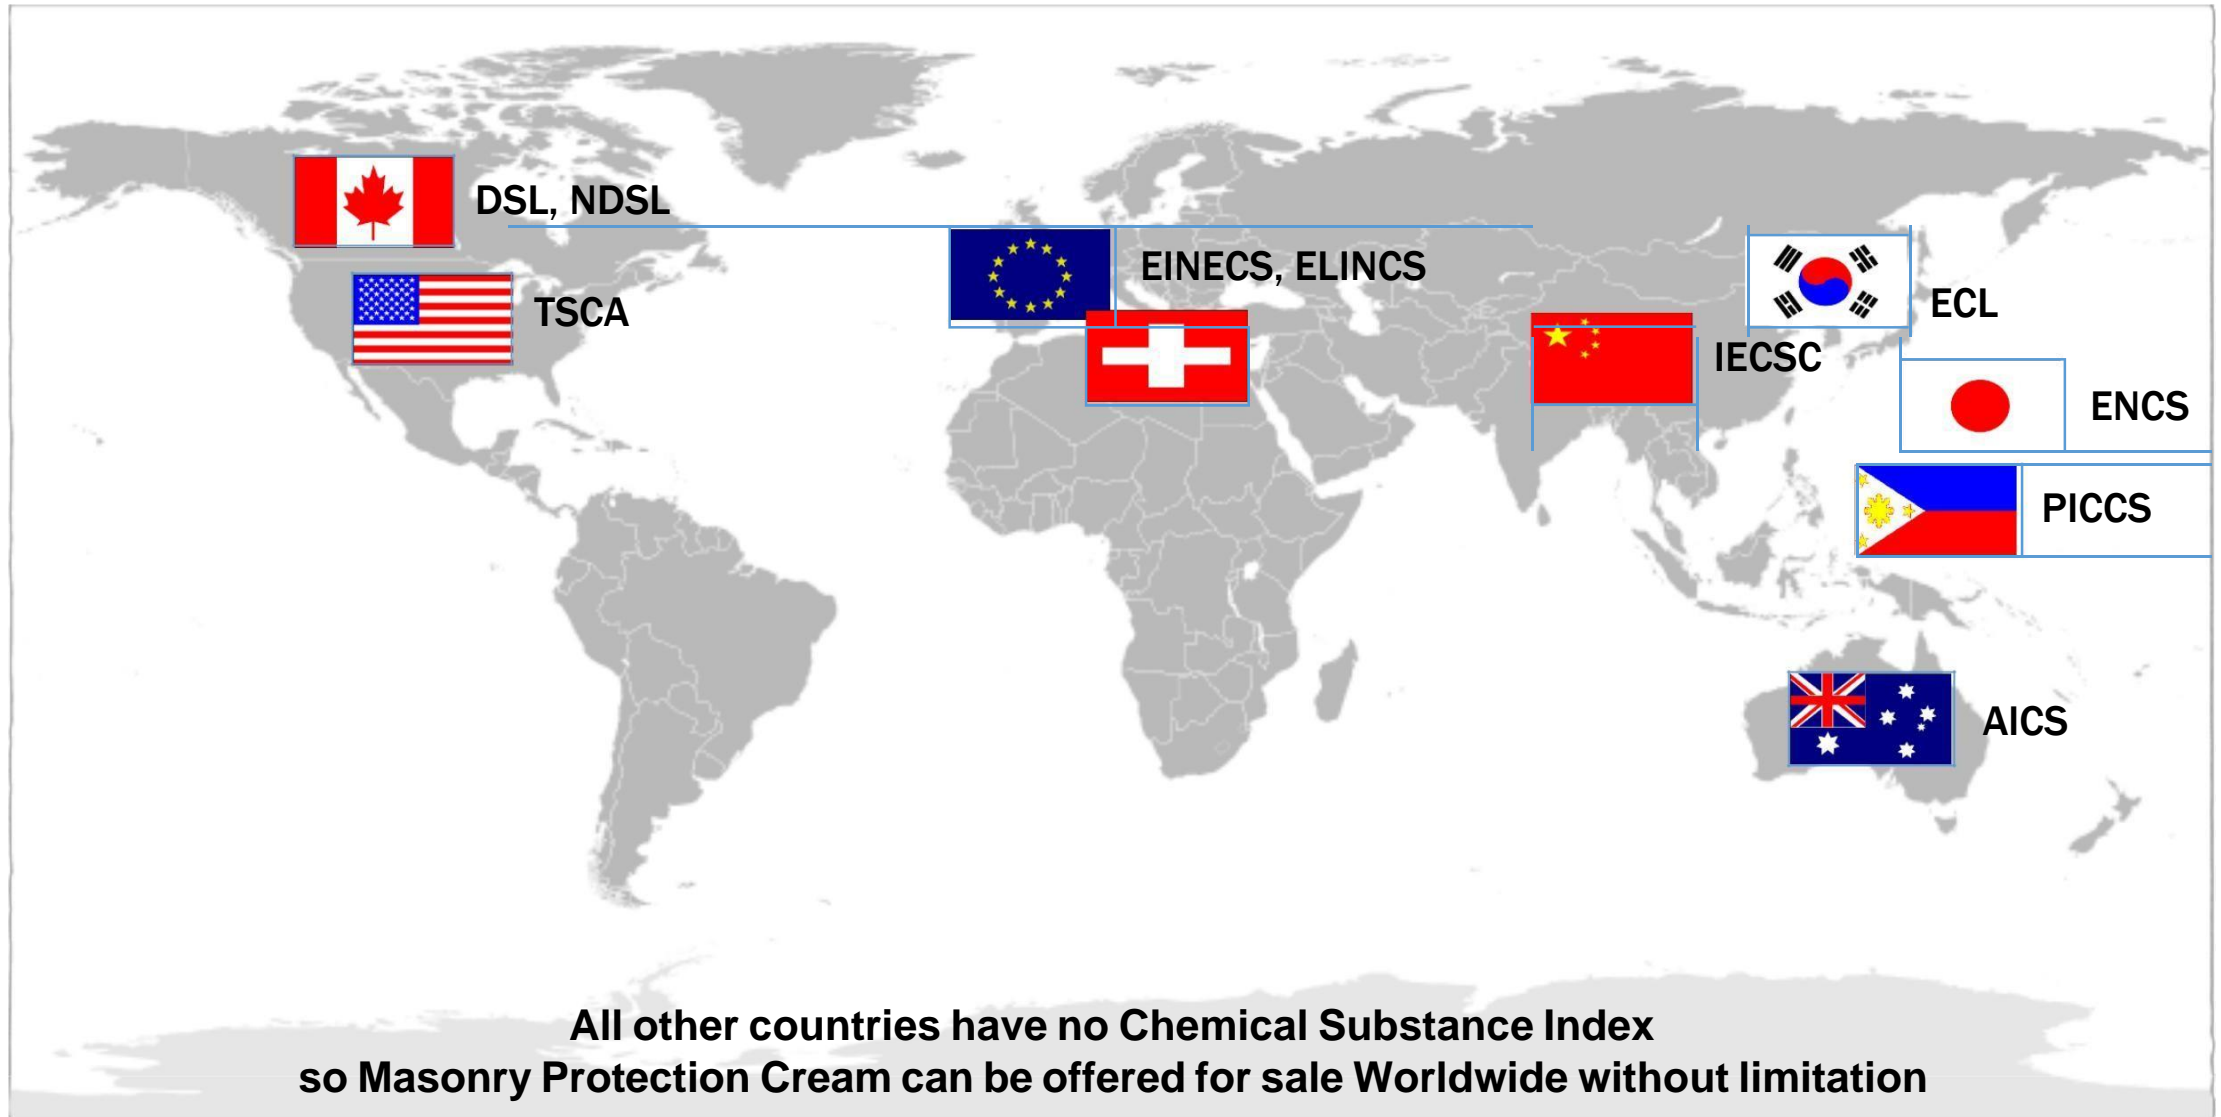 DSL, NDSL
EINECS, ELINCS
TSCA
ECL
IECSC
ENCS
PICCS
AICS
All other countries have no Chemical Substance Index
so Masonry Protection Cream can be offered for sale Worldwide without limitation